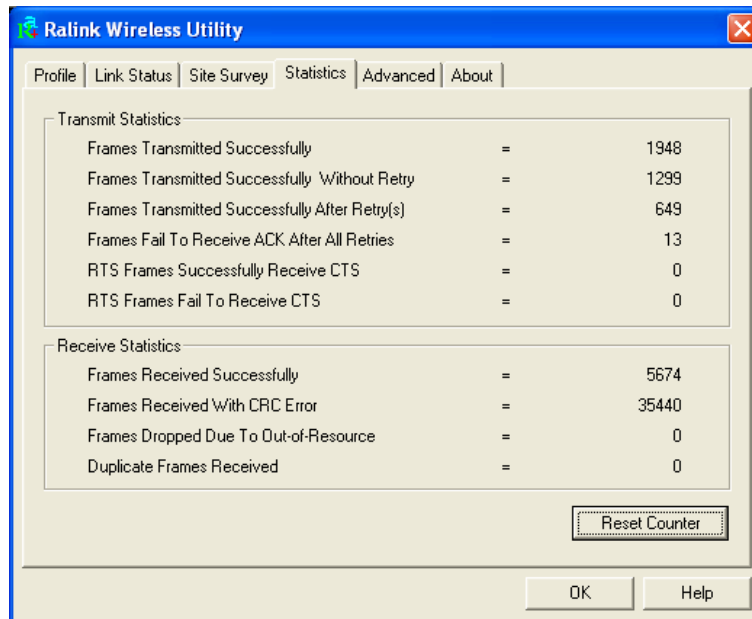 Ralink Wireless Utility
Profile Link Status Site Survey Statistics Advanced About
Transmit Statistics
Frames Transmitted Successfully = 1948
Frames Transmitted Successfully Without Retry = 1299
Frames Transmitted Successfully After Retry(s) = 649
Frames Fail To Receive ACK After All Retries = 13
RTS Frames Successfully Receive CTS = 0
RTS Frames Fail To Receive CTS = 0
Receive Statistics
Frames Received Successfully = 5674
Frames Received With CRC Error = 35440
Frames Dropped Due To Out-of-Resource = 0
Duplicate Frames Received = 0
Reset Counter
OK Help